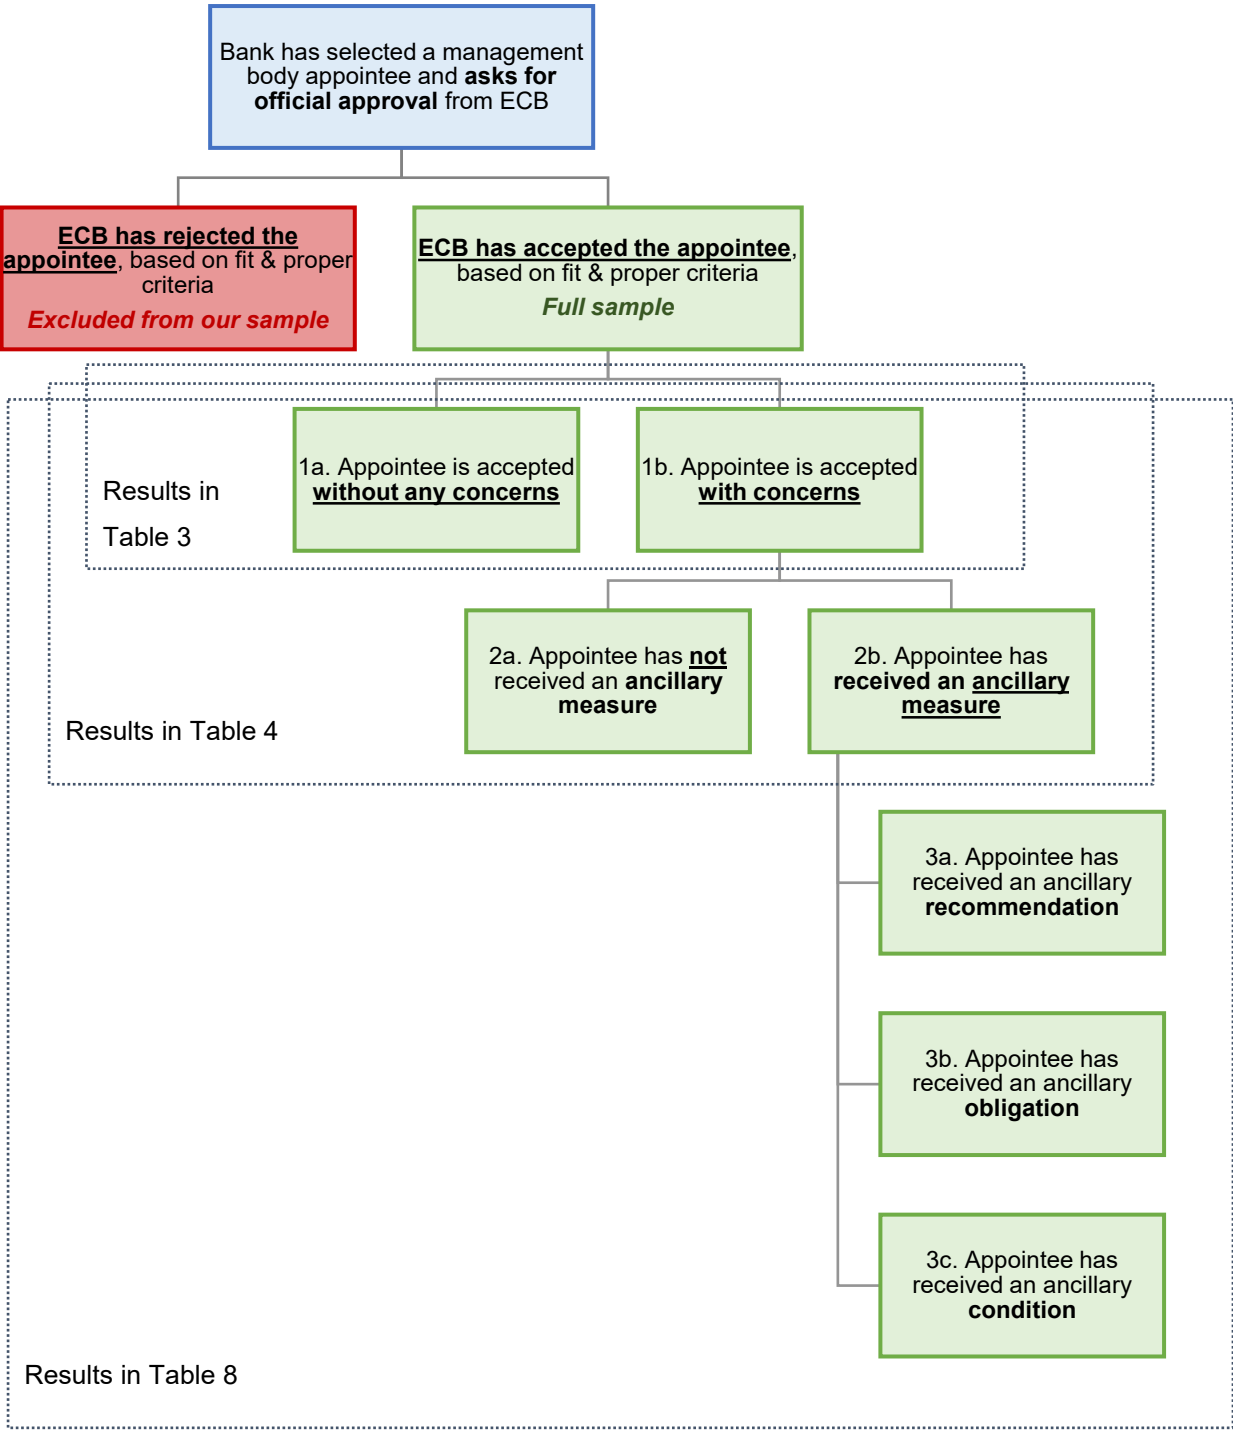 Bank has selected a management
body appointee and asks for
official approval from ECB
ECB has rejected the
appointee, based on fit & proper
criteria
Excluded from our sample
ECB has accepted the appointee,
based on fit & proper criteria
Full sample
1a. Appointee is accepted
without any concerns
1b. Appointee is accepted
with concerns
Results in
Table 3
2a. Appointee has not
received an ancillary
measure
2b. Appointee has
received an ancillary
measure
Results in Table 4
3a. Appointee has
received an ancillary
recommendation
3b. Appointee has
received an ancillary
obligation
3c. Appointee has
received an ancillary
condition
Results in Table 8